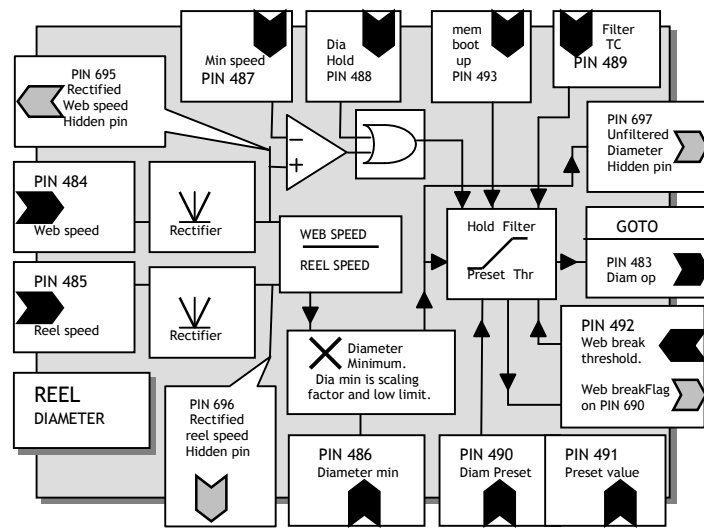 Min speed
PIN 487
Dia
Hold
PIN 488
mem
boot
up
PIN 493
Filter
TC
PIN 489
PIN 695
Rectified
Web speed
Hidden pin
PIN 697
Unfiltered
Diameter
Hidden pin
PIN 484
Web speed
Rectifier
WEB SPEED
REEL SPEED
Hold Filter
Preset Thr
GOTO
PIN 483
Diam op
PIN 485
Reel speed
Rectifier
Diameter
Minimum.
Dia min is scaling
factor and low limit.
PIN 492
Web break
threshold.
Web breakFlag
on PIN 690
REEL
DIAMETER
PIN 696
Rectified
reel speed
Hidden pin
PIN 486
Diameter min
PIN 490
Diam Preset
PIN 491
Preset value